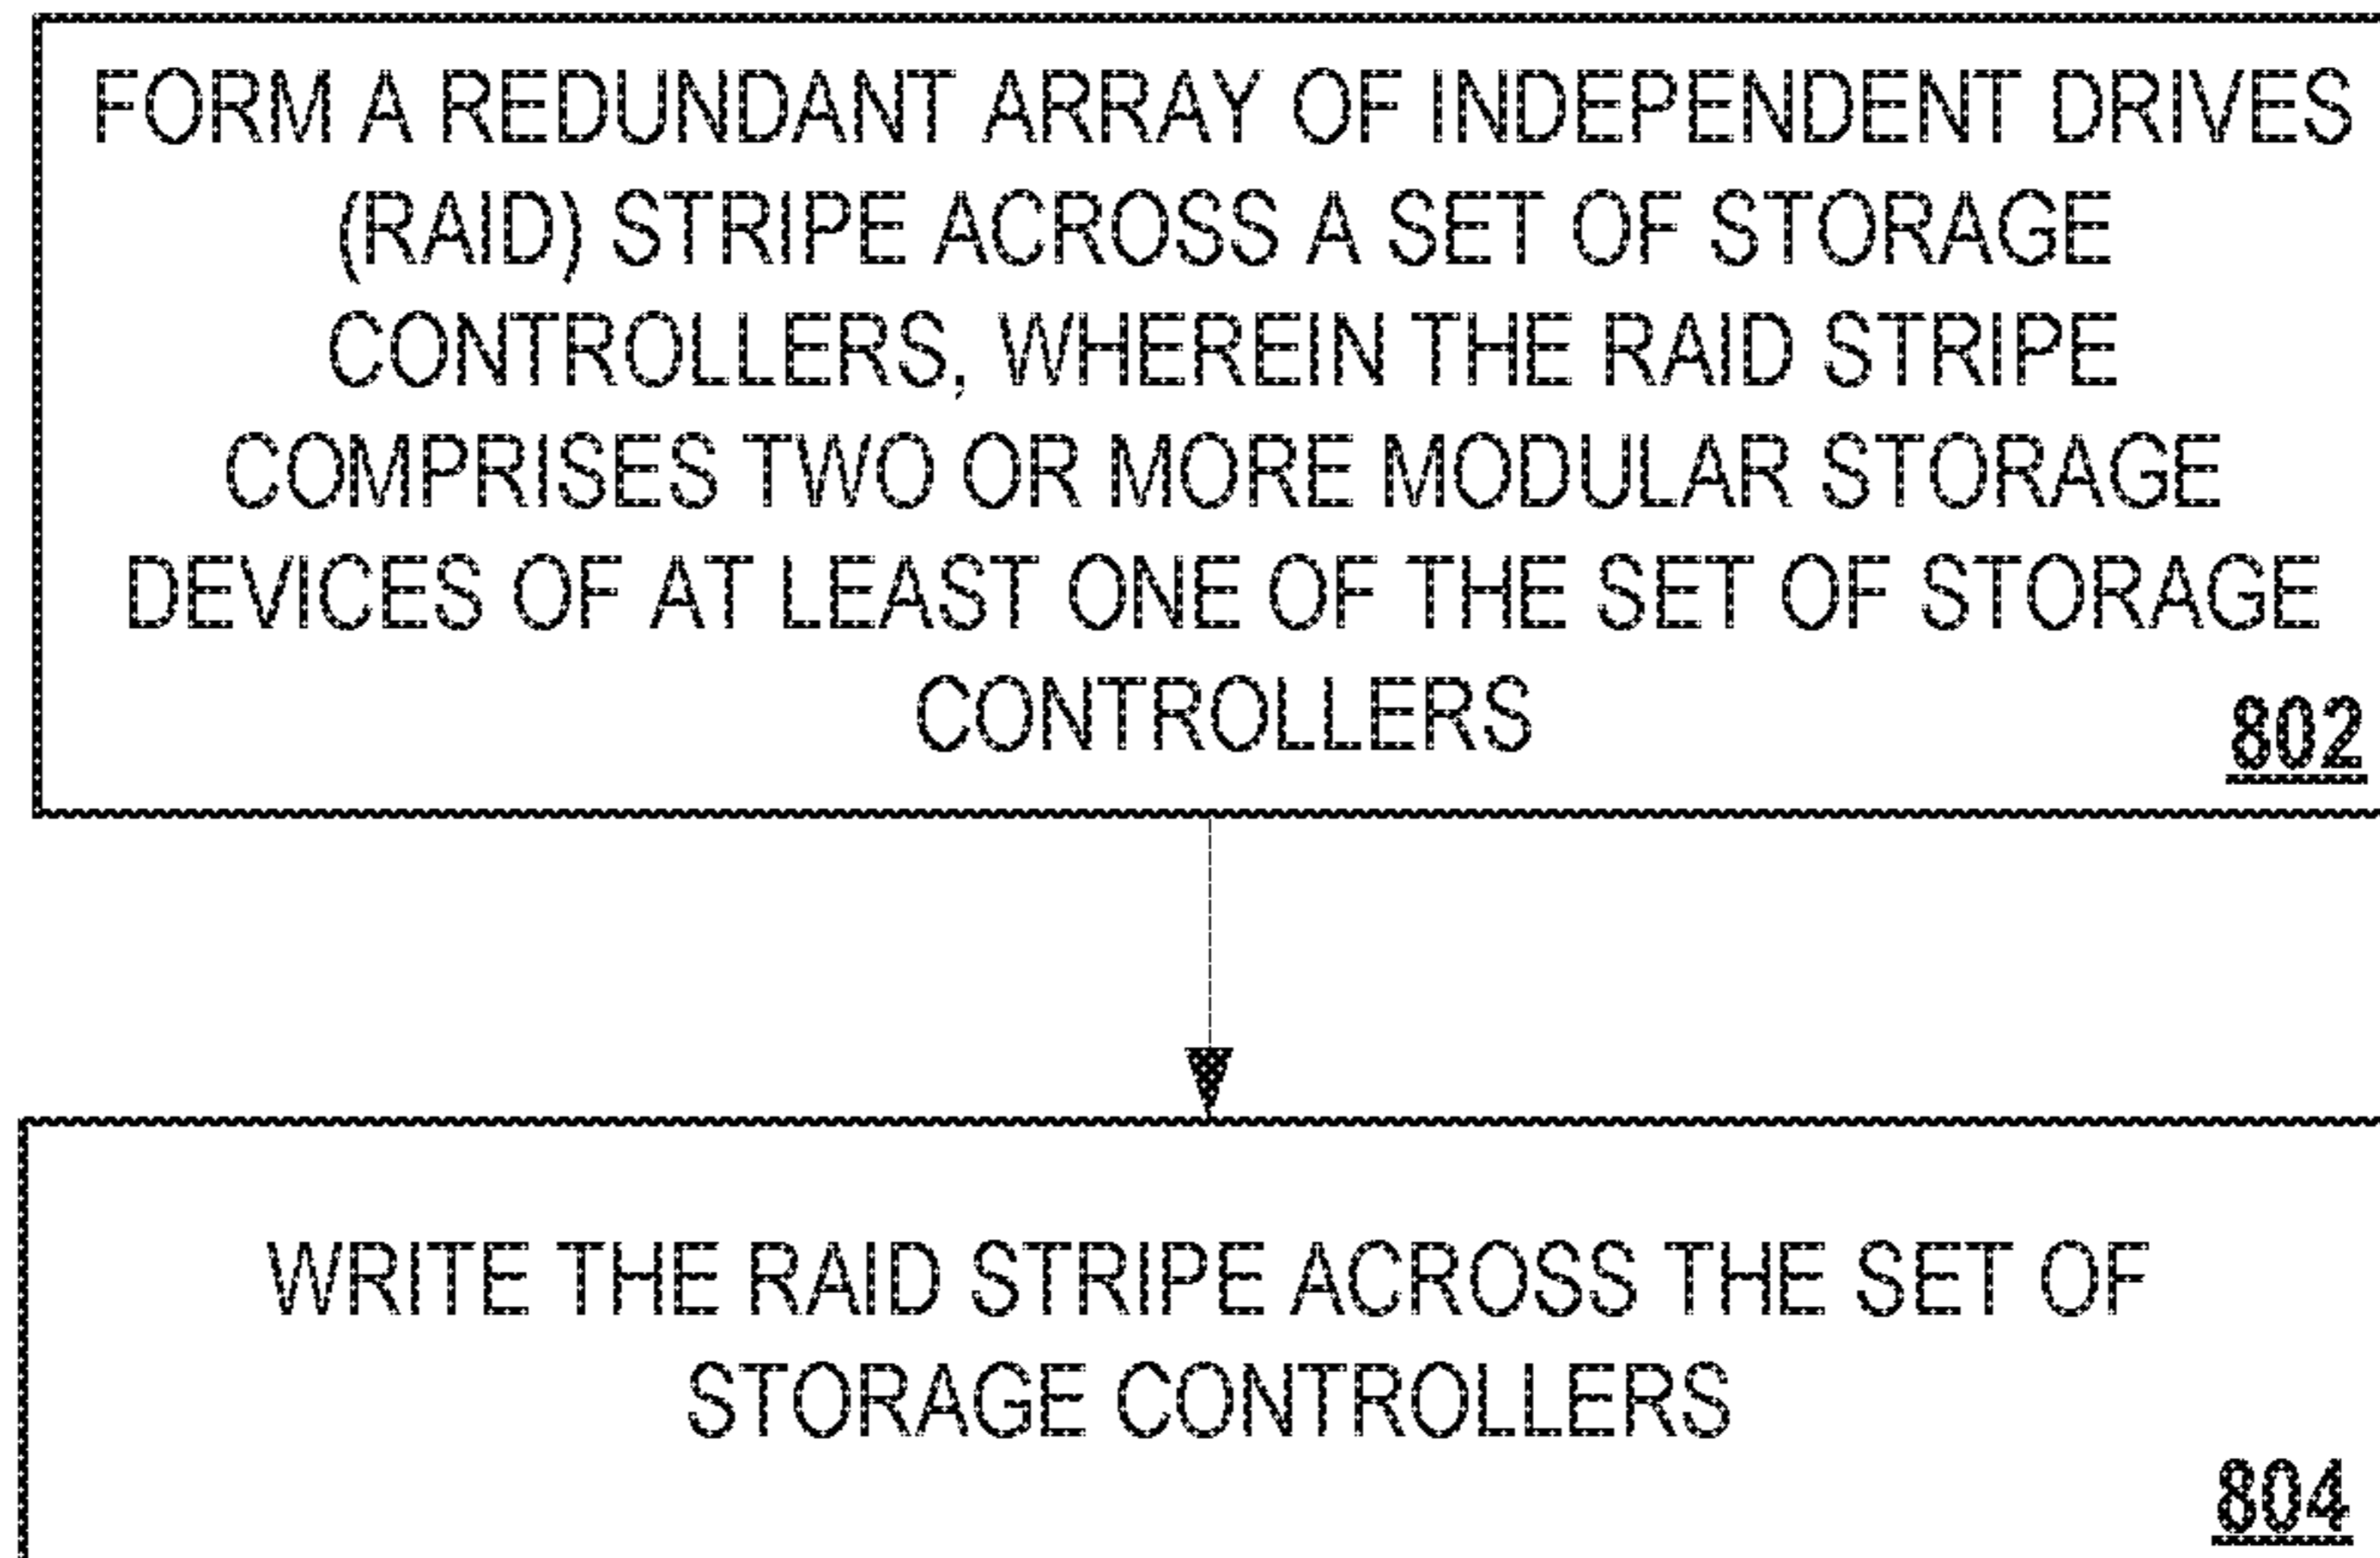 FORM A REDUNDANT ARRAY OF INDEPENDENT DRIVES
(RAID) STRIPE ACROSS A SET OF STORAGE
CONTROLLERS, WHEREIN THE RAID STRIPE
COMPRISES TWO OR MORE MODULAR STORAGE
DEVICES OF AT LEAST ONE OF THE SET OF STORAGE
CONTROLLERS
802
WRITE THE RAID STRIPE ACROSS THE SET OF
STORAGE CONTROLLERS
804